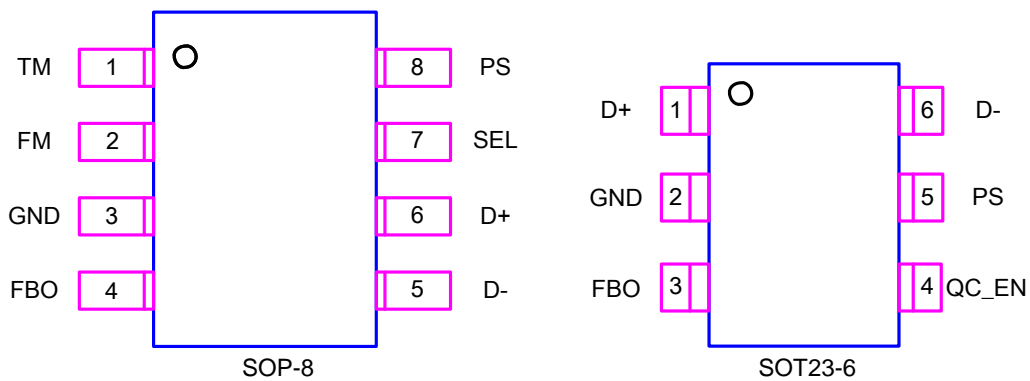 TM 1 8 PS
FM 2 7 SEL
GND 3 6 D+
FBO 4 5 D-
SOP-8
D+ 1 6 D-
GND 2 5 PS
FBO 3 4 QC_EN
SOT23-6